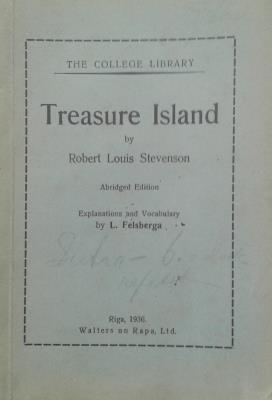 THE COLLEGE LIBRARY
Treasure Island
by
Robert Louis Stevenson
Abridged Edition
Explanations and Vocabulary
by L. Felsberga
Riga, 1936.
Walters un Rapa, Ltd.